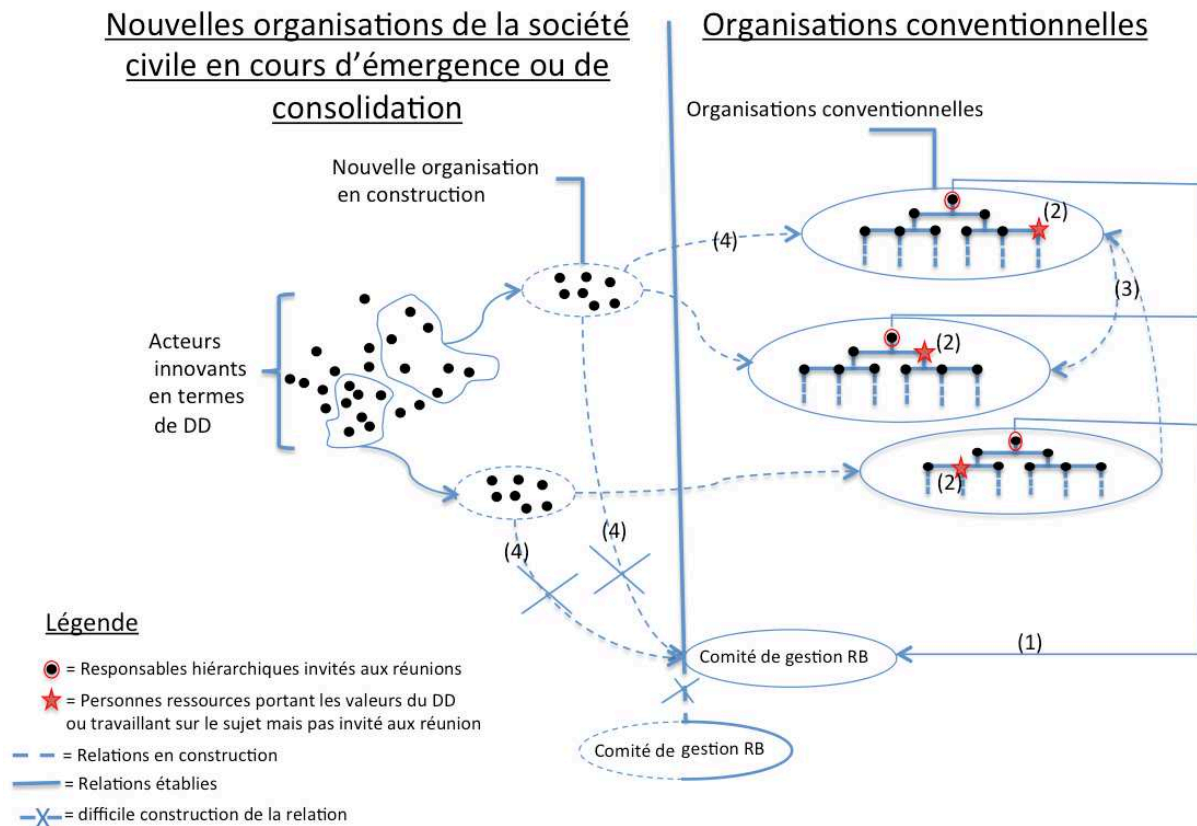 Nouvelles organisations de la société
civile en cours d'émergence ou de
consolidation
Organisations conventionnelles
Organisations conventionnelles
Nouvelle organisation
en construction
(2)
(4)
(3)
(2)
Acteurs
innovants
en termes
de DD
(2)
(4)
(4)
Légende
= Responsables hiérarchiques invités aux réunions
= Personnes ressources portant les valeurs du DD
ou travaillant sur le sujet mais pas invité aux réunion
= Relations en construction
= Relations établies
= difficile construction de la relation
Comité de gestion RB
(1)
Comité de gestion RB